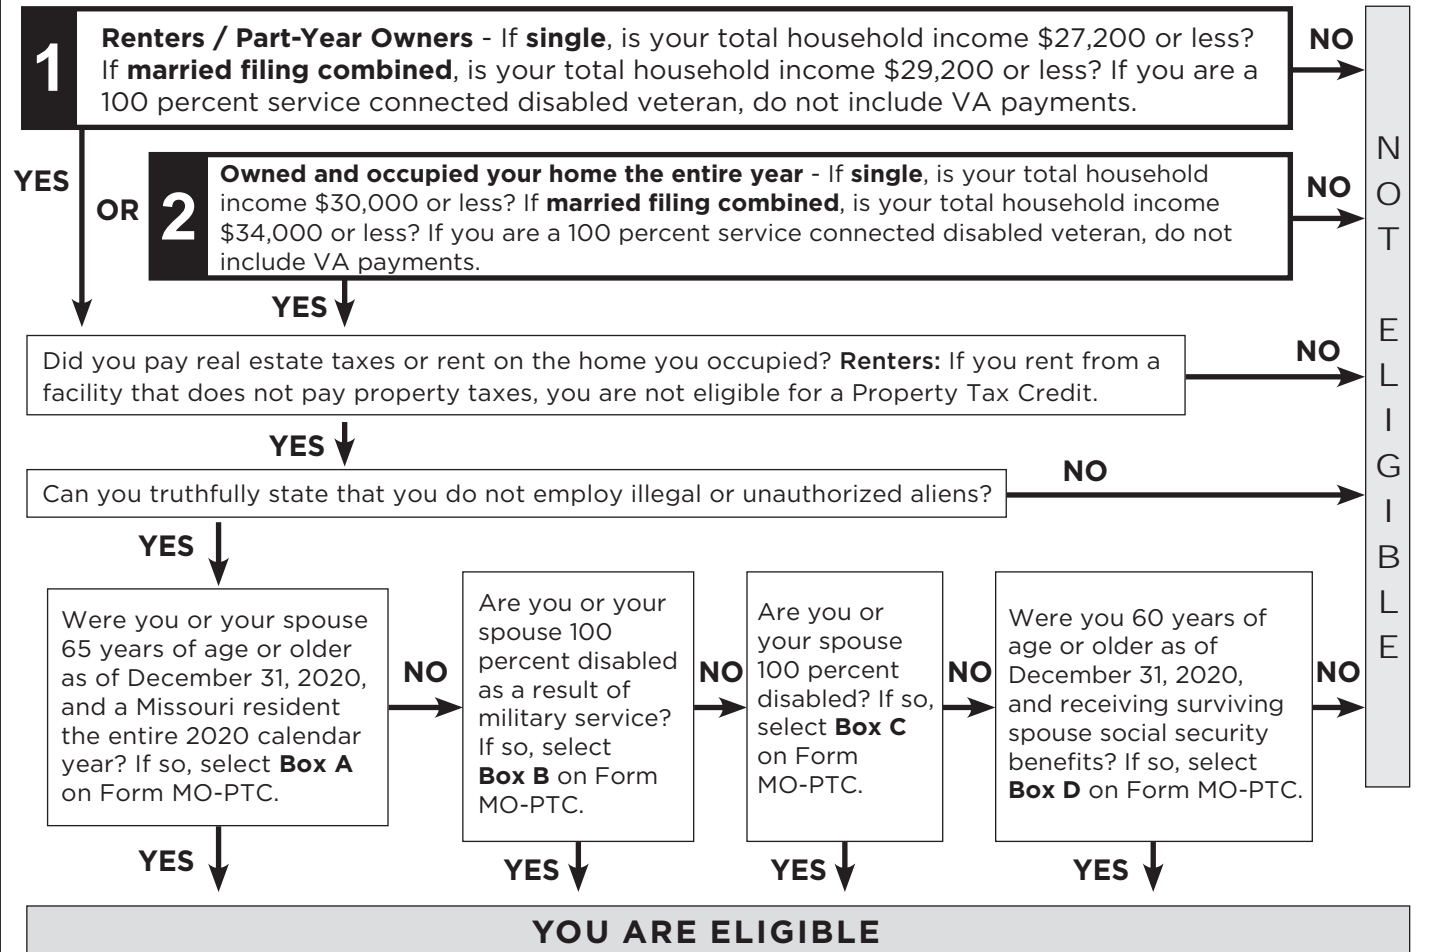 1
Renters / Part-Year Owners - If single, is your total household income $27,200 or less?
If married filing combined, is your total household income $29,200 or less? If you are a
100 percent service connected disabled veteran, do not include VA payments.
NO
YES
OR
2
Owned and occupied your home the entire year - If single, is your total household
income $30,000 or less? If married filing combined, is your total household income
$34,000 or less? If you are a 100 percent service connected disabled veteran, do not
include VA payments.
NO
YES
Did you pay real estate taxes or rent on the home you occupied? Renters: If you rent from a
facility that does not pay property taxes, you are not eligible for a Property Tax Credit.
NO
YES
Can you truthfully state that you do not employ illegal or unauthorized aliens?
NO
YES
Were you or your spouse
65 years of age or older
as of December 31, 2020,
and a Missouri resident
the entire 2020 calendar
year? If so, select Box A
on Form MO-PTC.
NO
Are you or your
spouse 100
percent disabled
as a result of
military service?
If so, select
Box B on Form
MO-PTC.
NO
Are you or
your spouse
100 percent
disabled? If so,
select Box C
on Form
MO-PTC.
NO
Were you 60 years of
age or older as of
December 31, 2020,
and receiving surviving
spouse social security
benefits? If so, select
Box D on Form MO-PTC.
NO
NOT ELIGIBLE
YES
YES
YES
YES
YOU ARE ELIGIBLE